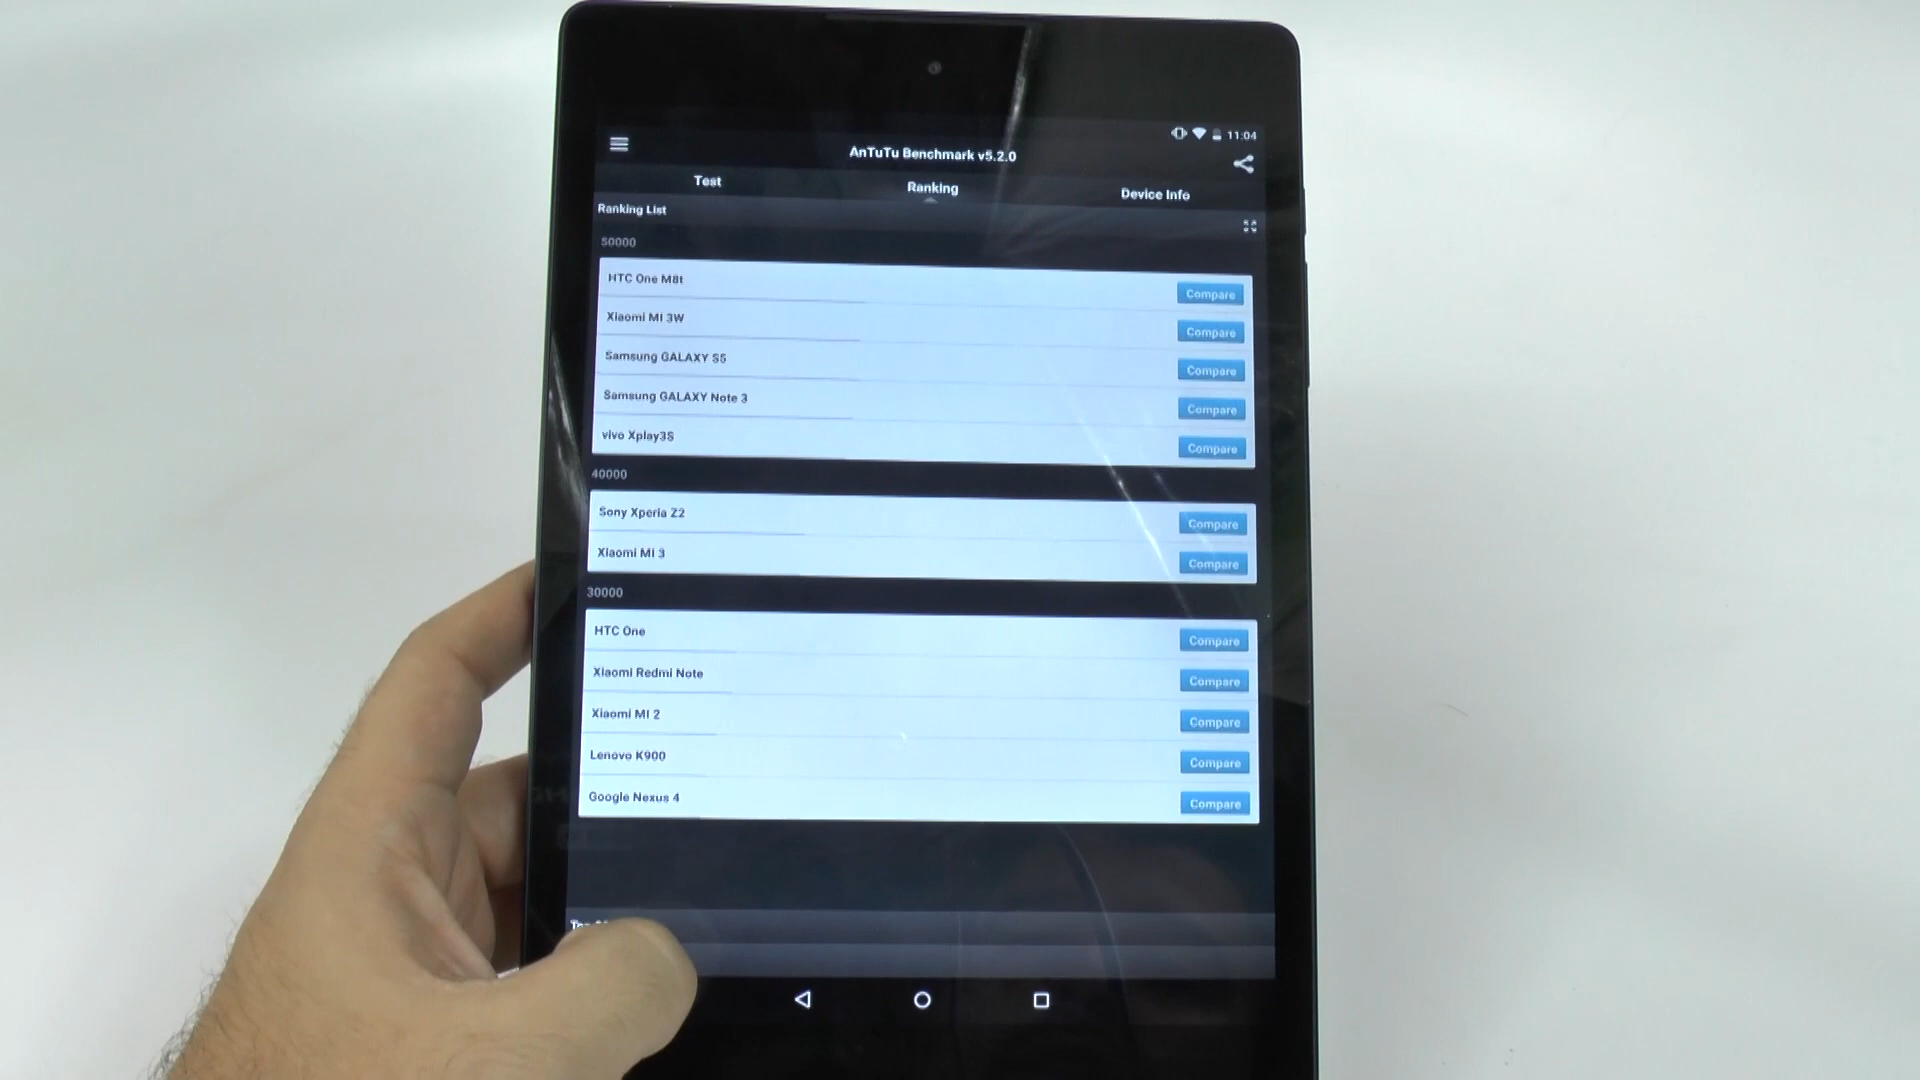 11:04
AnTuTu Benchmark v5.2.0
Test Ranking Device Info
Ranking List
50000
HTC One M8t Compare
Xiaomi MI 3W Compare
Samsung GALAXY S5 Compare
Samsung GALAXY Note 3 Compare
vivo Xplay3S Compare
40000
Sony Xperia Z2 Compare
Xiaomi MI 3 Compare
30000
HTC One Compare
Xiaomi Redmi Note Compare
Xiaomi MI 2 Compare
Lenovo K900 Compare
Google Nexus 4 Compare